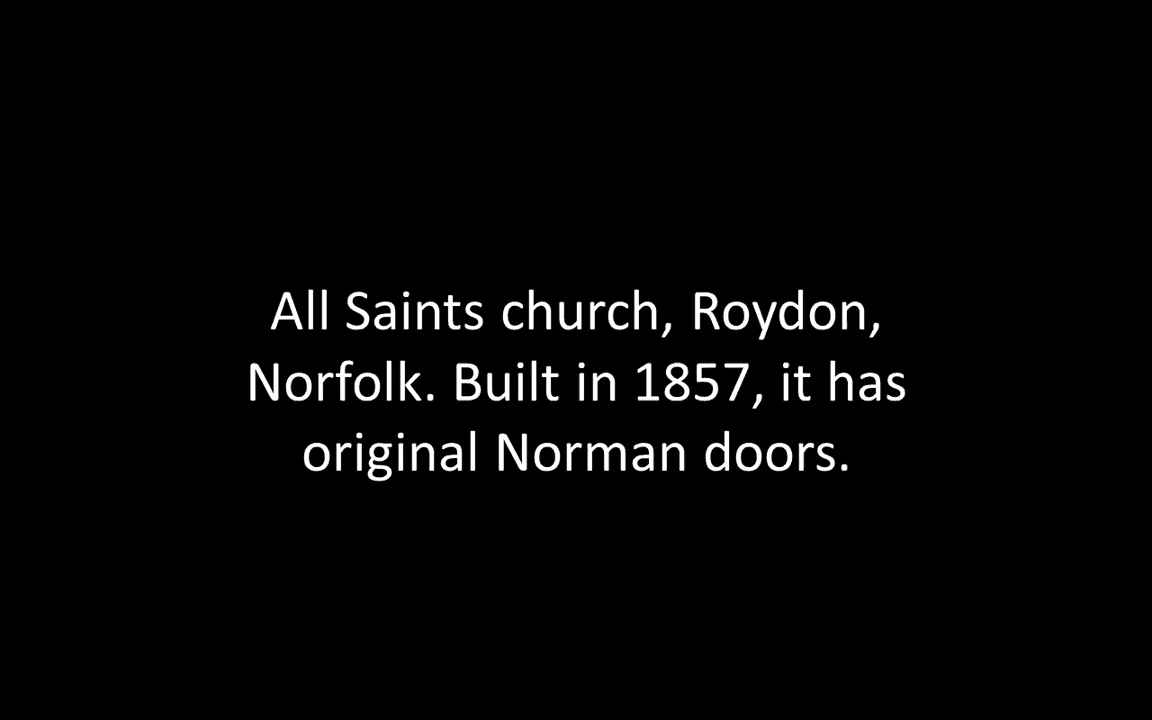 All Saints church, Roydon,
Norfolk. Built in 1857, it has
original Norman doors.